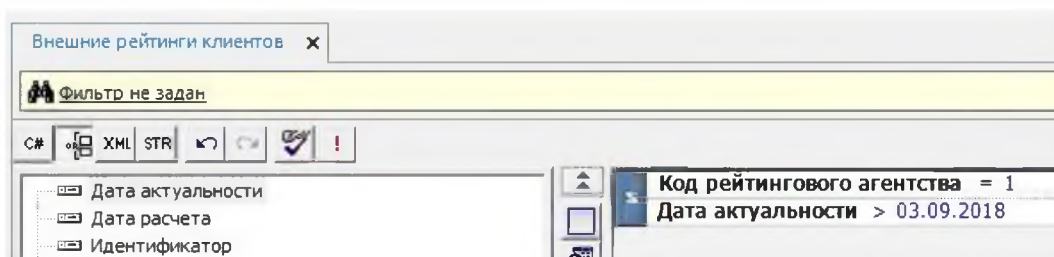 Внешние рейтинги клиентов x
Фильтр не задан
C# XML STR !
Дата актуальности
Дата расчета
Идентификатор
Код рейтингового агентства = 1
Дата актуальности > 03.09.2018